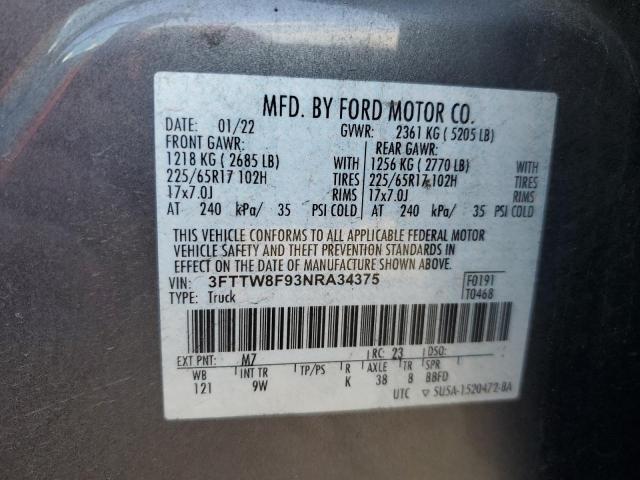 MFD. BY FORD MOTOR CO.
DATE: 01/22 GVWR: 2361 KG ( 5205 LB)
FRONT GAWR: REAR GAWR:
1218 KG ( 2685 LB) WITH 1256 KG ( 2770 LB) WITH
225/65R17 102H TIRES 225/65R17 102H TIRES
17x7.0J RIMS 17x7.0J RIMS
AT 240 kPa/ 35 PSI COLD AT 240 kPa/ 35 PSI COLD
THIS VEHICLE CONFORMS TO ALL APPLICABLE FEDERAL MOTOR
VEHICLE SAFETY AND THEFT PREVENTION STANDARDS IN
EFFECT ON THE DATE OF MANUFACTURE SHOWN ABOVE.
VIN: 3FTTW8F93NRA34375 F0191
TYPE: Truck T0468
EXT PNT: M7 RC: 23 DSO:
WB INT TR TP/PS R AXLE TR SPR
121 9W K 38 8 BBFD
UTC ▽ 5U5A-1520472-BA